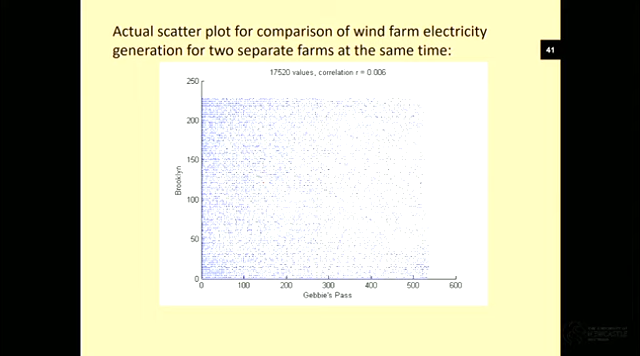 Actual scatter plot for comparison of wind farm electricity
generation for two separate farms at the same time:
41
17520 values, correlation r = 0.006
250
200
150
100
50
0
Brooklyn
0 100 200 300 400 500 600
Gebbie's Pass